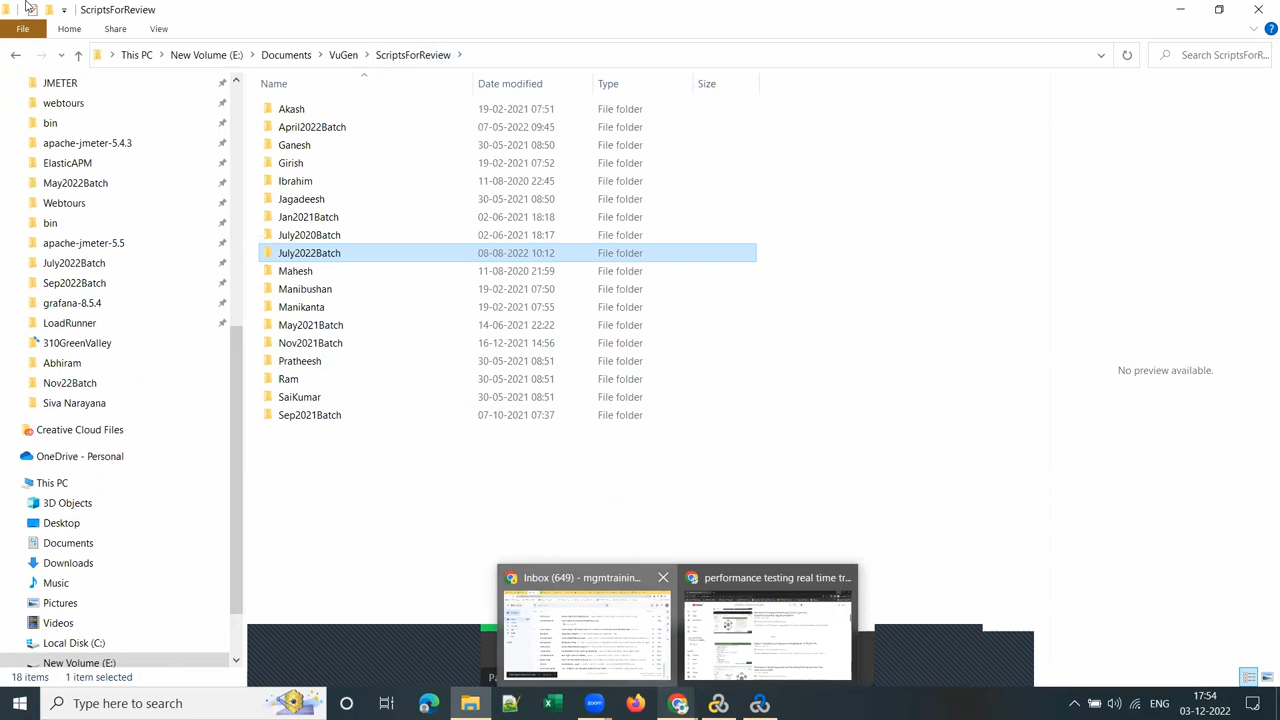 ScriptsForReview
File Home Share View
This PC New Volume (E:) Documents VuGen ScriptsForReview Search ScriptsForR...
Name Date modified Type Size
JMETER
webtours
bin
apache-jmeter-5.4.3
ElasticAPM
May2022Batch
Webtours
bin
apache-jmeter-5.5
July2022Batch
Sep2022Batch
grafana-8.5.4
LoadRunner
310GreenValley
Abhiram
Nov22Batch
Siva Narayana
Creative Cloud Files
OneDrive - Personal
This PC
3D Objects
Desktop
Documents
Downloads
Music
Pictures
New Volume (E:)
Akash 19-02-2021 07:51 File folder
April2022Batch 07-05-2022 09:45 File folder
Ganesh 30-05-2021 08:50 File folder
Girish 19-02-2021 07:52 File folder
Ibrahim 11-08-2020 22:45 File folder
Jagadeesh 30-05-2021 08:50 File folder
Jan2021Batch 02-06-2021 18:18 File folder
July2020Batch 02-06-2021 18:17 File folder
July2022Batch 08-08-2022 10:12 File folder
Mahesh 11-08-2020 21:59 File folder
Manibushan 19-02-2021 07:50 File folder
Manikanta 19-02-2021 07:55 File folder
May2021Batch 14-06-2021 22:22 File folder
Nov2021Batch 16-12-2021 14:56 File folder
Pratheesh 30-05-2021 08:51 File folder
Ram 30-05-2021 08:51 File folder
SaiKumar 30-05-2021 08:51 File folder
Sep2021Batch 07-10-2021 07:37 File folder
No preview available.
Inbox (649) - mgmtrainin... performance testing real time tr...
Type here to search
zoom
ENG
17:54
03-12-2022